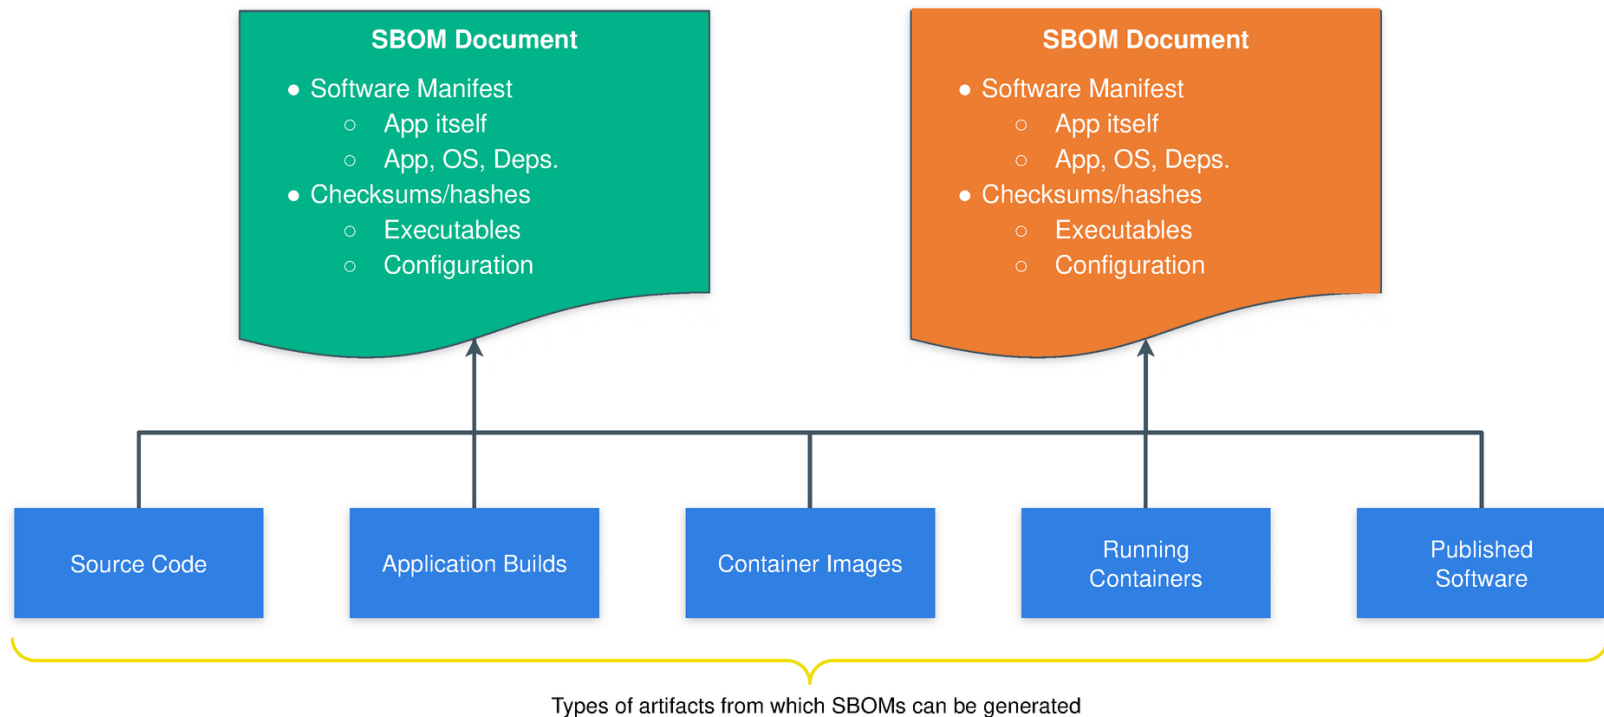 SBOM Document
● Software Manifest
○ App itself
○ App, OS, Deps.
● Checksums/hashes
○ Executables
○ Configuration
SBOM Document
● Software Manifest
○ App itself
○ App, OS, Deps.
● Checksums/hashes
○ Executables
○ Configuration
Source Code
Application Builds
Container Images
Running
Containers
Published
Software
Types of artifacts from which SBOMs can be generated